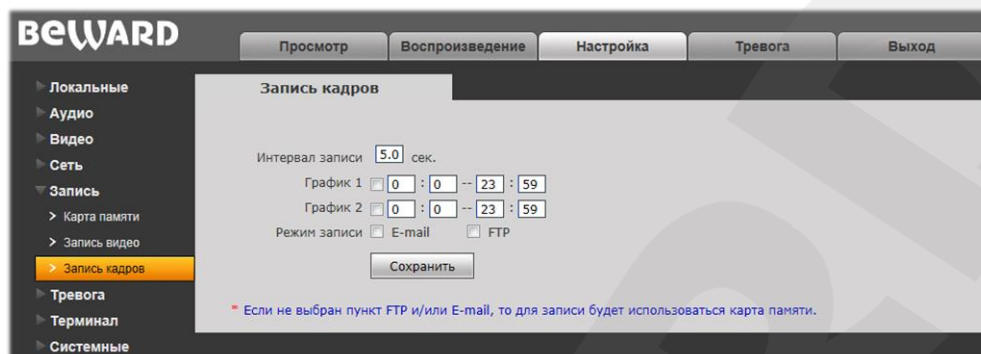 BEWARD
Просмотр Воспроизведение Настройка Тревога Выход
Локальные
Аудио
Видео
Сеть
Запись
> Карта памяти
> Запись видео
> Запись кадров
Тревога
Терминал
Системные
Запись кадров
Интервал записи 5.0 сек.
График 1 0 : 0 -- 23 : 59
График 2 0 : 0 -- 23 : 59
Режим записи E-mail FTP
Сохранить
* Если не выбран пункт FTP и/или E-mail, то для записи будет использоваться карта памяти.